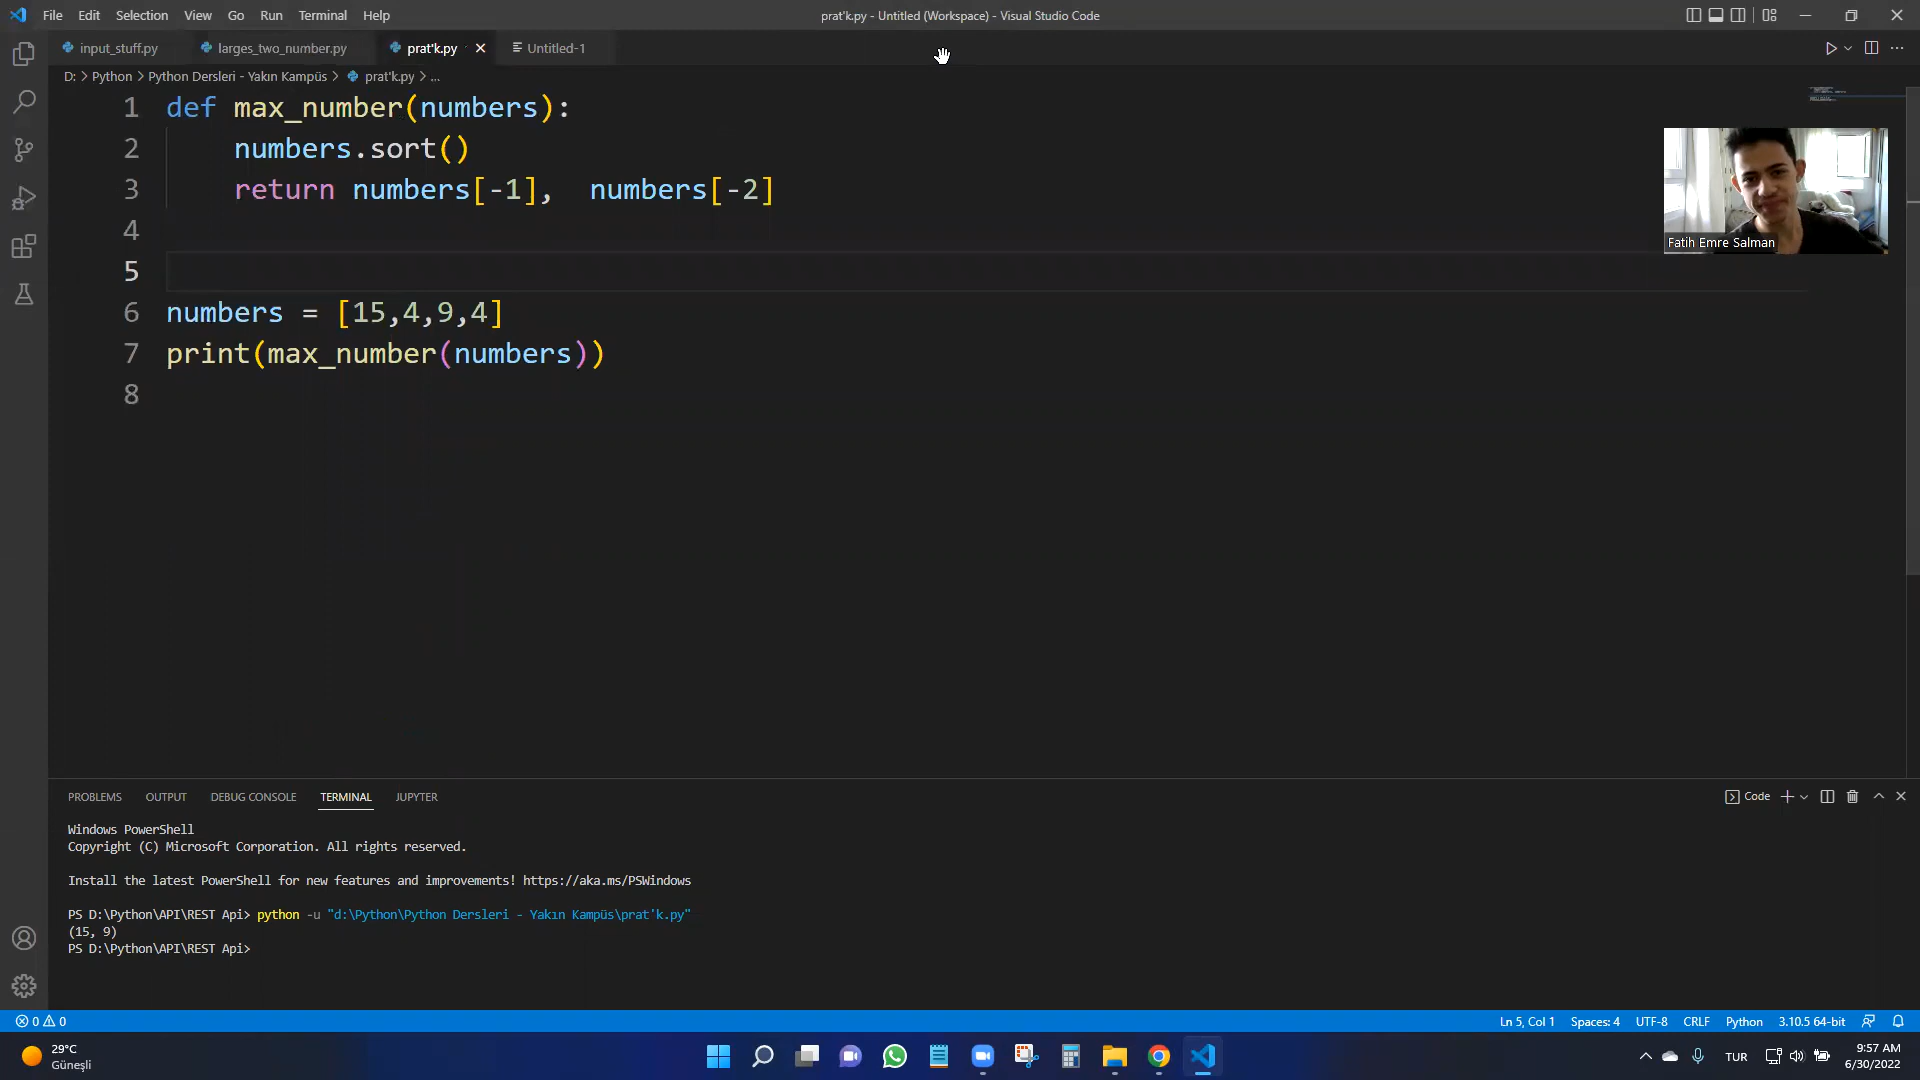 File Edit Selection View Go Run Terminal Help
prat'k.py - Untitled (Workspace) - Visual Studio Code
input_stuff.py larges_two_number.py prat'k.py Untitled-1
D: > Python > Python Dersleri - Yakın Kampüs > prat'k.py > ...
1 def max_number(numbers):
2 numbers.sort()
3 return numbers[-1],  numbers[-2]
4
5
6 numbers = [15,4,9,4]
7 print(max_number(numbers))
8
Fatih Emre Salman
PROBLEMS OUTPUT DEBUG CONSOLE TERMINAL JUPYTER
Code
Windows PowerShell
Copyright (C) Microsoft Corporation. All rights reserved.
Install the latest PowerShell for new features and improvements! https://aka.ms/PSWindows
PS D:\Python\API\REST Api> python -u "d:\Python\Python Dersleri - Yakın Kampüs\prat'k.py"
(15, 9)
PS D:\Python\API\REST Api>
0 0
Ln 5, Col 1 Spaces: 4 UTF-8 CRLF Python 3.10.5 64-bit
29°C
Güneşli
TUR
9:57 AM
6/30/2022